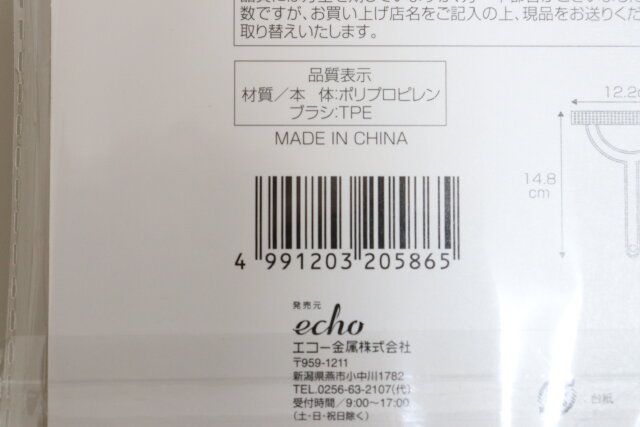 数ですが、お買い上げ店名をご記入の上、現品をお送りくだ
取り替えいたします。
品質表示
材質／本 体:ポリプロピレン
ブラシ:TPE
MADE IN CHINA
12.2c
14.8
cm
4 991203 205865
発売元
echo
エコー金属株式会社
〒959-1211
新潟県燕市小中川1782
TEL.0256-63-2107(代)
受付時間／9:00～17:00
(土・日・祝日除く)
台紙